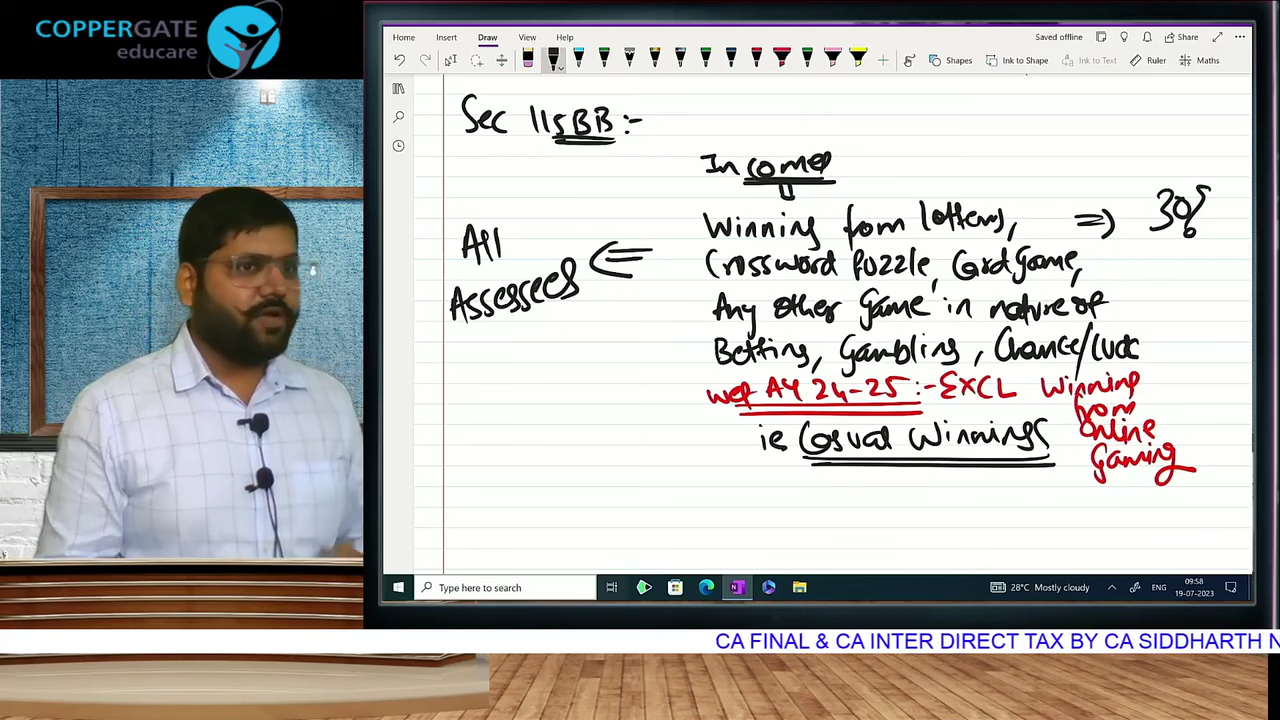 COPPERGATE
educare
Home Insert Draw View Help
Saved offline
Share
Shapes
Ink to Shape
Ink to Text
Ruler
Maths
Sec 115BB:-
Income
Winning from lottery, => 30%
Crossword Puzzle, Card game,
Any other Game in nature of
Betting, Gambling, Chance/luck
All
Assessees
wef AY 24-25 :- EXCL Winning
from
online
Gaming
ie Casual Winnings
Type here to search
28°C Mostly cloudy
ENG
09:58
19-07-2023
CA FINAL & CA INTER DIRECT TAX BY CA SIDDHARTH N